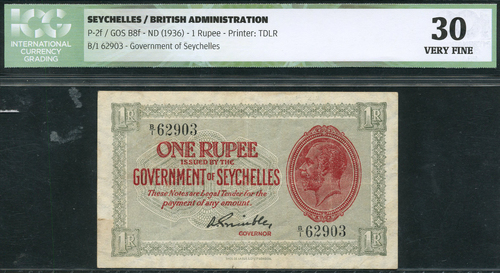 ICG
INTERNATIONAL
CURRENCY
GRADING
SEYCHELLES / BRITISH ADMINISTRATION
P-2f / GOS B8f - ND (1936) - 1 Rupee - Printer: TDLR
B/1 62903 - Government of Seychelles
30
VERY FINE
1R
1R
B/1 62903
ONE RUPEE
ISSUED BY THE
GOVERNMENT OF SEYCHELLES
These Notes are Legal Tender for the
payment of any amount.
GOVERNOR
B/1 62903
1R
1R